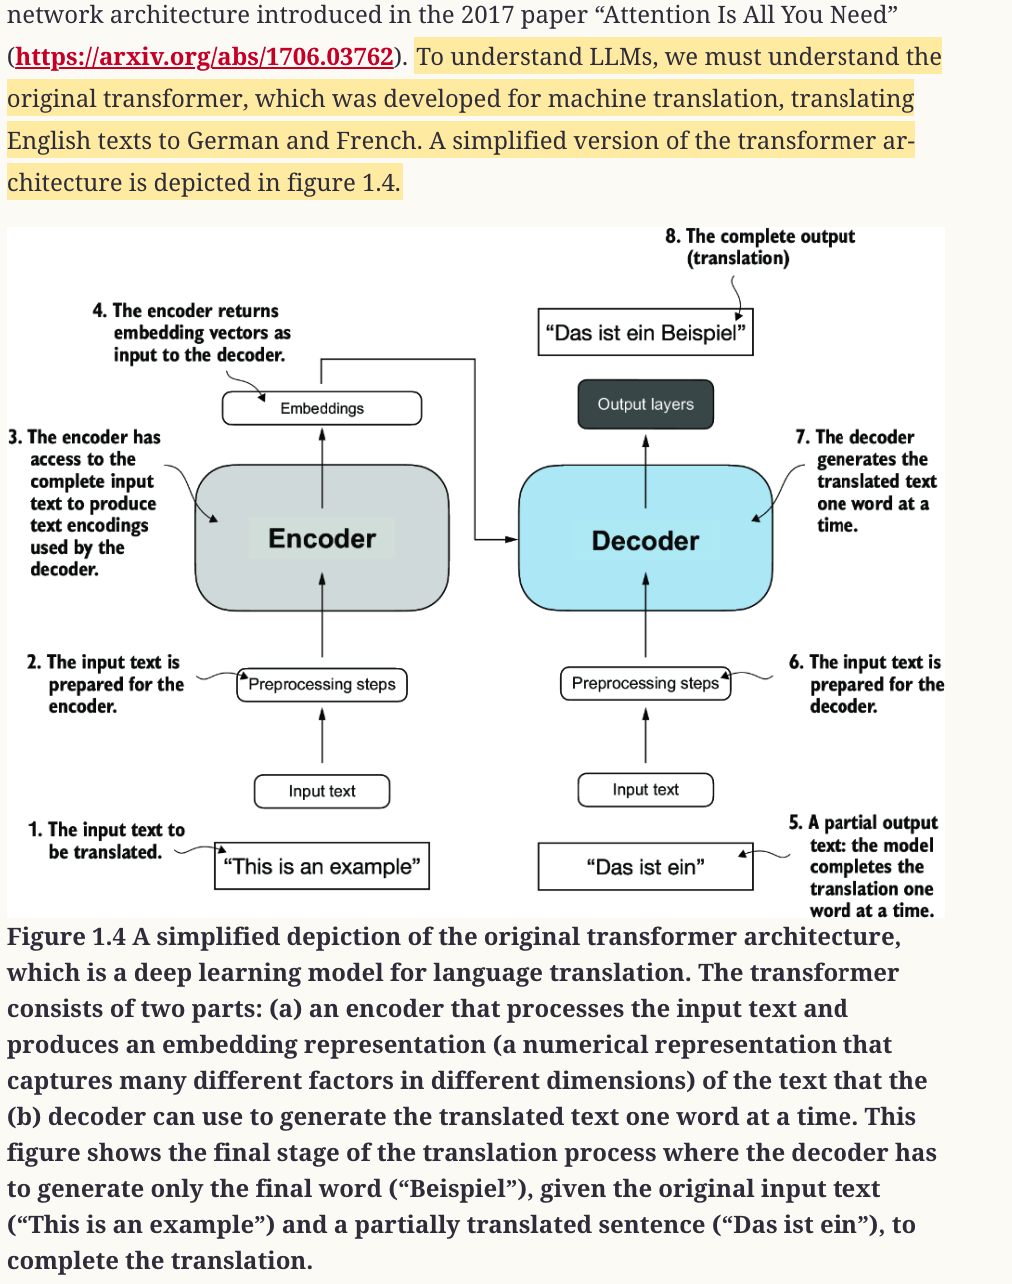 network architecture introduced in the 2017 paper “Attention Is All You Need”
(https://arxiv.org/abs/1706.03762). To understand LLMs, we must understand the
original transformer, which was developed for machine translation, translating
English texts to German and French. A simplified version of the transformer ar-
chitecture is depicted in figure 1.4.
8. The complete output
(translation)
“Das ist ein Beispiel”
4. The encoder returns
embedding vectors as
input to the decoder.
Embeddings
Output layers
3. The encoder has
access to the
complete input
text to produce
text encodings
used by the
decoder.
Encoder
Decoder
7. The decoder
generates the
translated text
one word at a
time.
2. The input text is
prepared for the
encoder.
Preprocessing steps
Preprocessing steps
6. The input text is
prepared for the
decoder.
Input text
Input text
1. The input text to
be translated.
“This is an example”
“Das ist ein”
5. A partial output
text: the model
completes the
translation one
word at a time.
Figure 1.4 A simplified depiction of the original transformer architecture,
which is a deep learning model for language translation. The transformer
consists of two parts: (a) an encoder that processes the input text and
produces an embedding representation (a numerical representation that
captures many different factors in different dimensions) of the text that the
(b) decoder can use to generate the translated text one word at a time. This
figure shows the final stage of the translation process where the decoder has
to generate only the final word (“Beispiel”), given the original input text
(“This is an example”) and a partially translated sentence (“Das ist ein”), to
complete the translation.